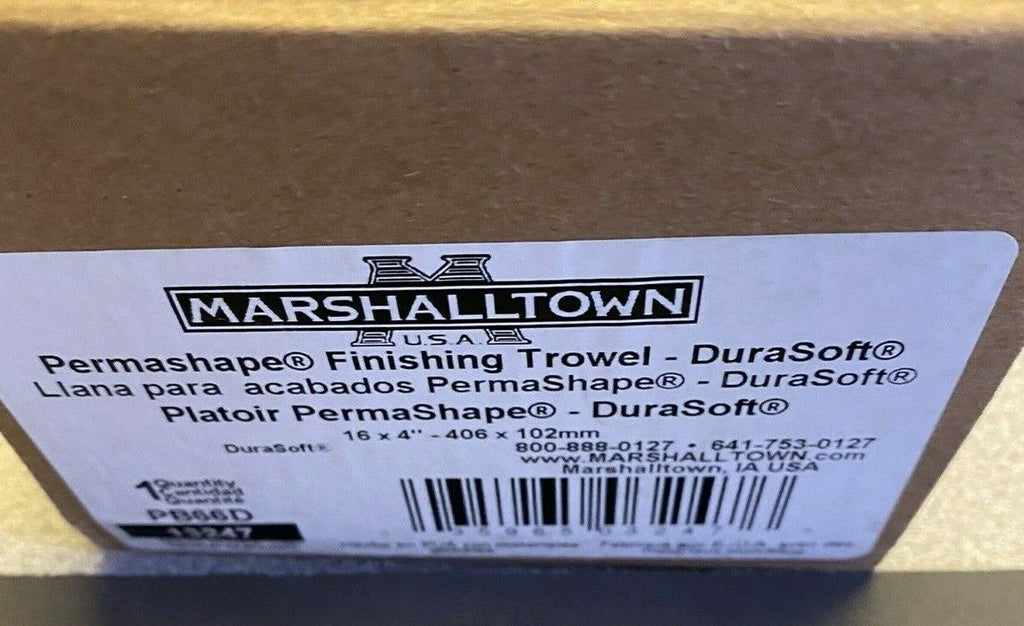 MARSHALLTOWN
U.S.A.
Permashape® Finishing Trowel - DuraSoft®
Llana para acabados PermaShape® - DuraSoft®
Platoir PermaShape® - DuraSoft®
16 x 4" - 406 x 102mm
DuraSoft®
800-888-0127 • 641-753-0127
www.MARSHALLTOWN.com
Marshalltown, IA USA
1 Quantity
Cantidad
Quantité
PB66D
13247